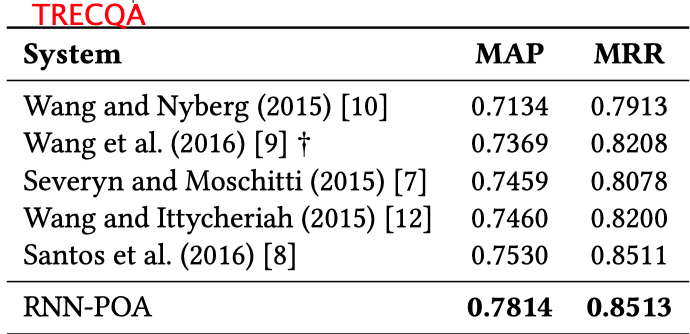 TRECQA
System MAP MRR
Wang and Nyberg (2015) [10] 0.7134 0.7913
Wang et al. (2016) [9] † 0.7369 0.8208
Severyn and Moschitti (2015) [7] 0.7459 0.8078
Wang and Ittycheriah (2015) [12] 0.7460 0.8200
Santos et al. (2016) [8] 0.7530 0.8511
RNN-POA 0.7814 0.8513